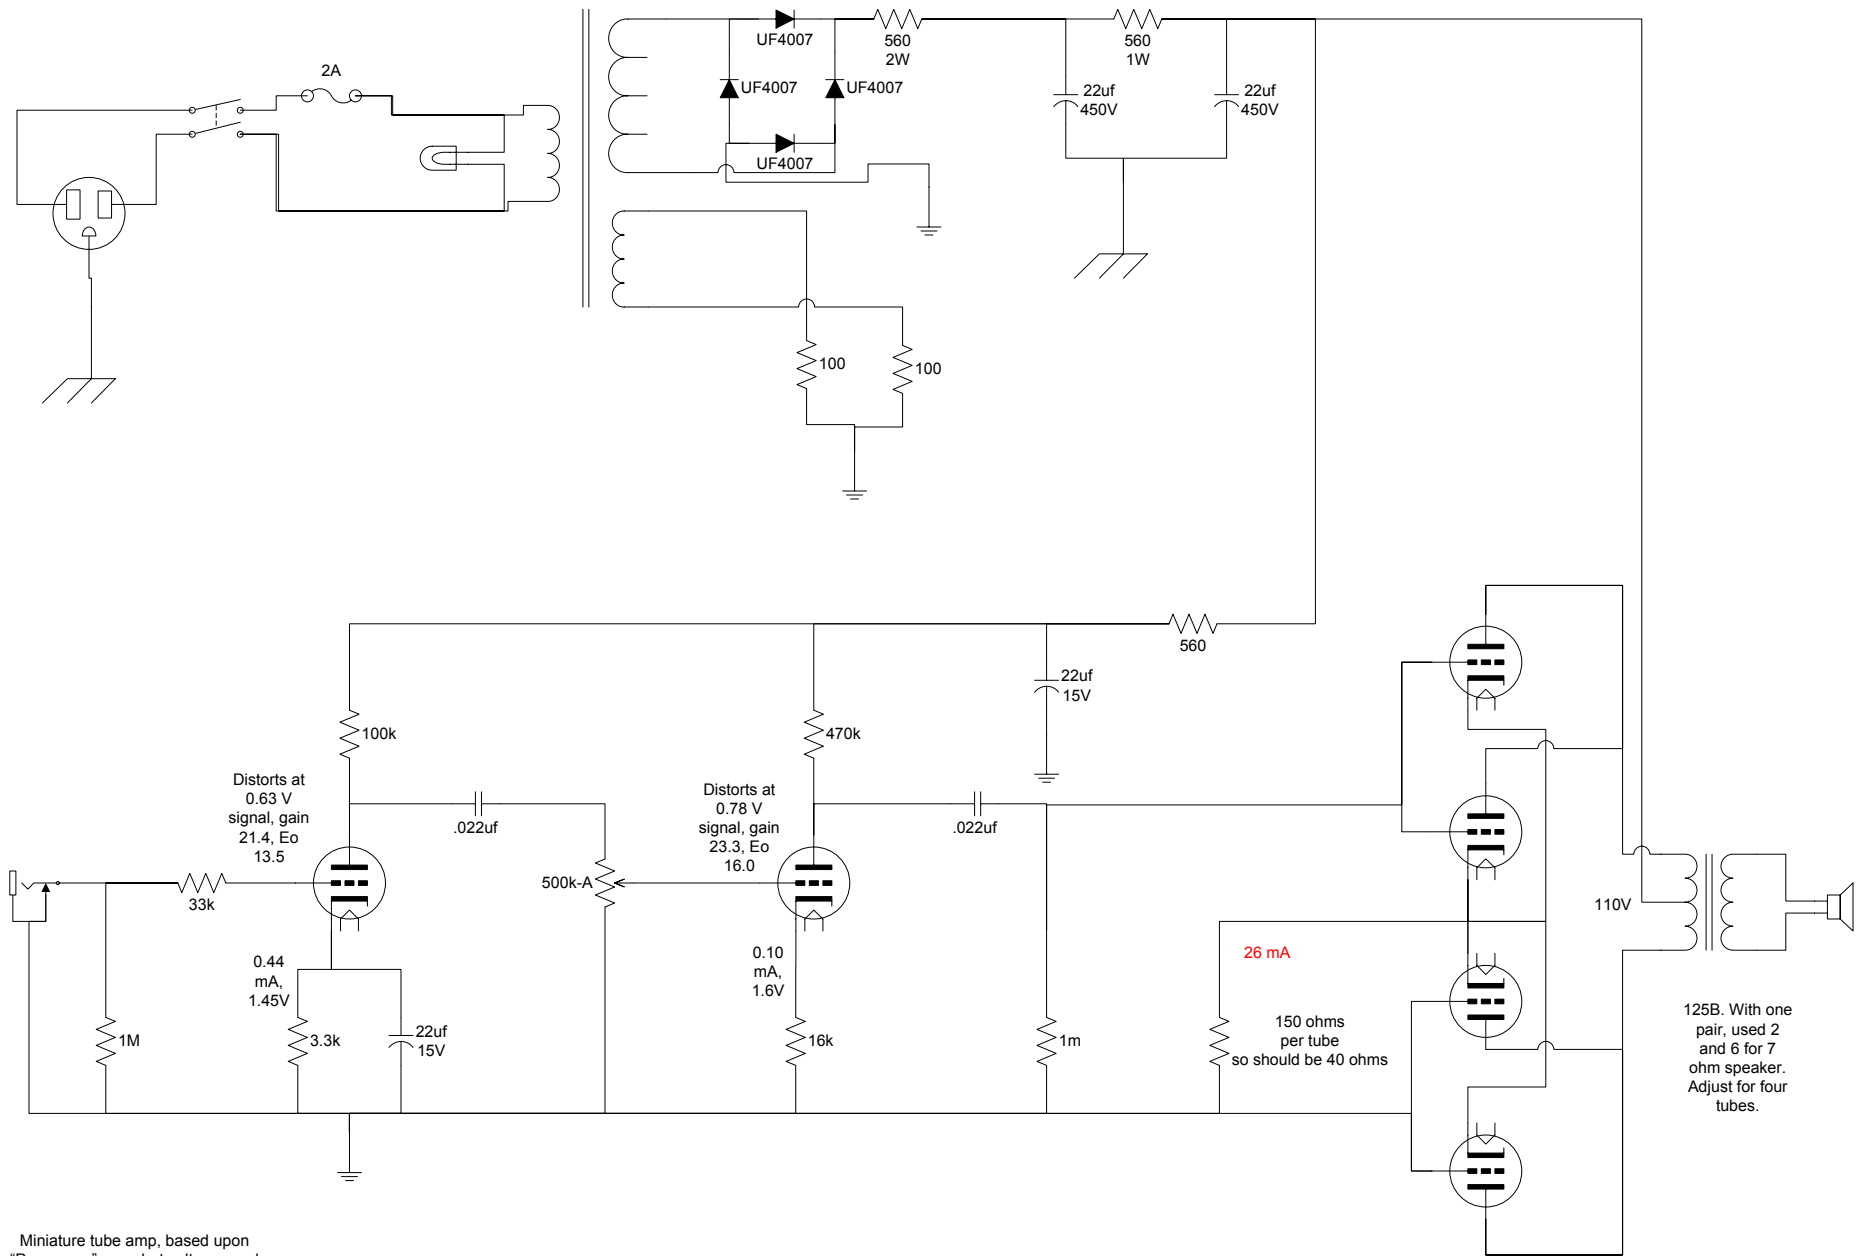 2A
UF4007
UF4007
UF4007
UF4007
560
2W
560
1W
22uf
450V
22uf
450V
100
100
560
22uf
15V
100k
470k
Distorts at
0.63 V
signal, gain
21.4, Eo
13.5
.022uf
Distorts at
0.78 V
signal, gain
23.3, Eo
16.0
.022uf
33k
500k-A
110V
0.44
mA,
1.45V
0.10
mA,
1.6V
26 mA
1M
3.3k
22uf
15V
16k
1m
150 ohms
per tube
so should be 40 ohms
125B. With one
pair, used 2
and 6 for 7
ohm speaker.
Adjust for four
tubes.
Miniature tube amp, based upon